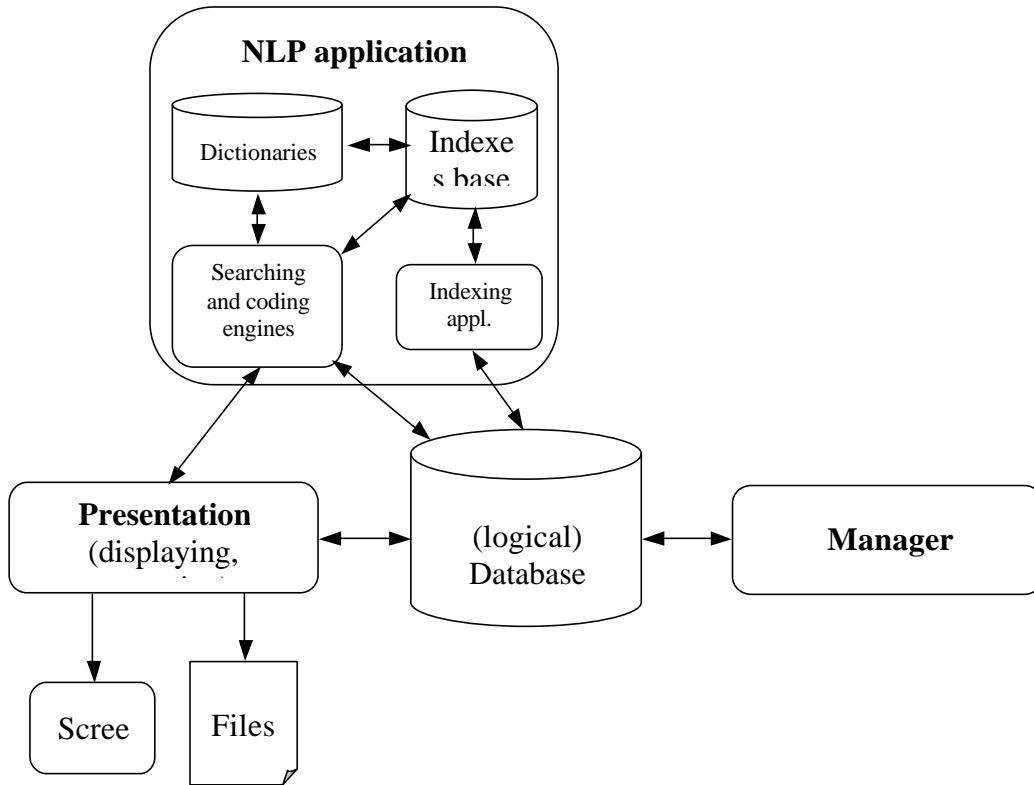 NLP application
Dictionaries
Indexe
s base
Searching
and coding
engines
Indexing
appl.
Presentation
(displaying,
(logical)
Database
Manager
Scree
Files